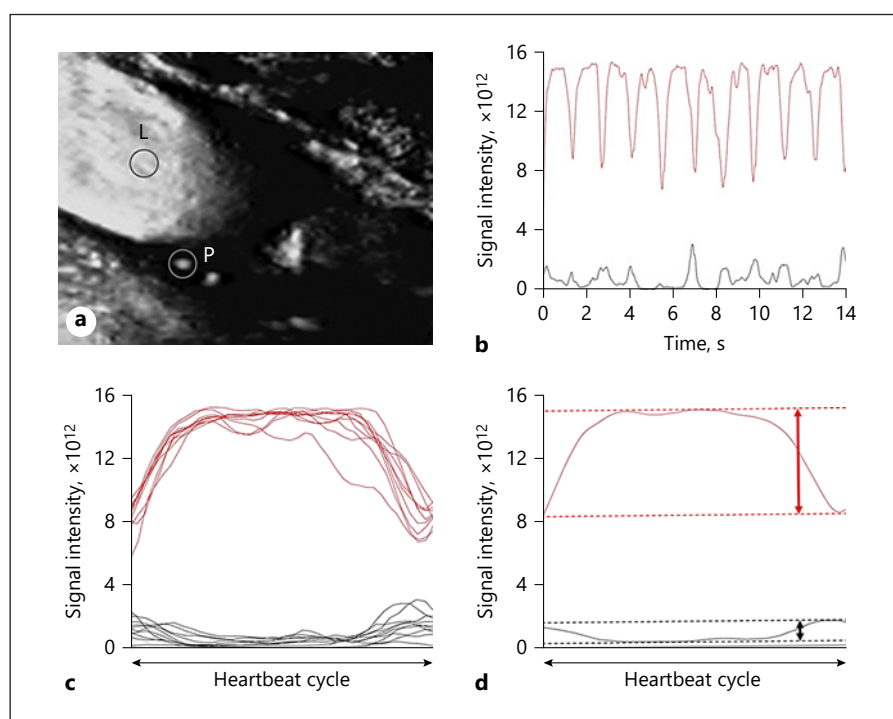 L
P
a
16
12
8
4
0
Signal intensity, ×10¹²
0 2 4 6 8 10 12 14
Time, s
b
16
12
8
4
0
Signal intensity, ×10¹²
Heartbeat cycle
c
16
12
8
4
0
Signal intensity, ×10¹²
Heartbeat cycle
d